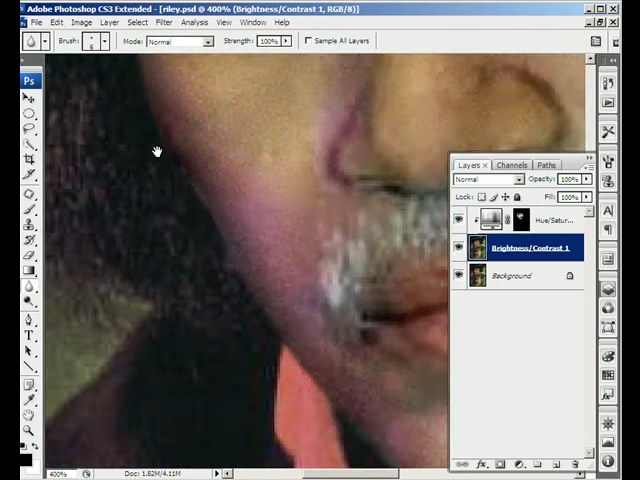 Adobe Photoshop CS3 Extended - [riley.psd @ 400% (Brightness/Contrast 1, RGB/8)]
File Edit Image Layer Select Filter Analysis View Window Help
Brush: 6 Mode: Normal Strength: 100% Sample All Layers
Ps
Layers x Channels Paths
Normal Opacity: 100%
Lock: Fill: 100%
Hue/Satur...
Brightness/Contrast 1
Background
400% Doc: 1.82M/4.11M